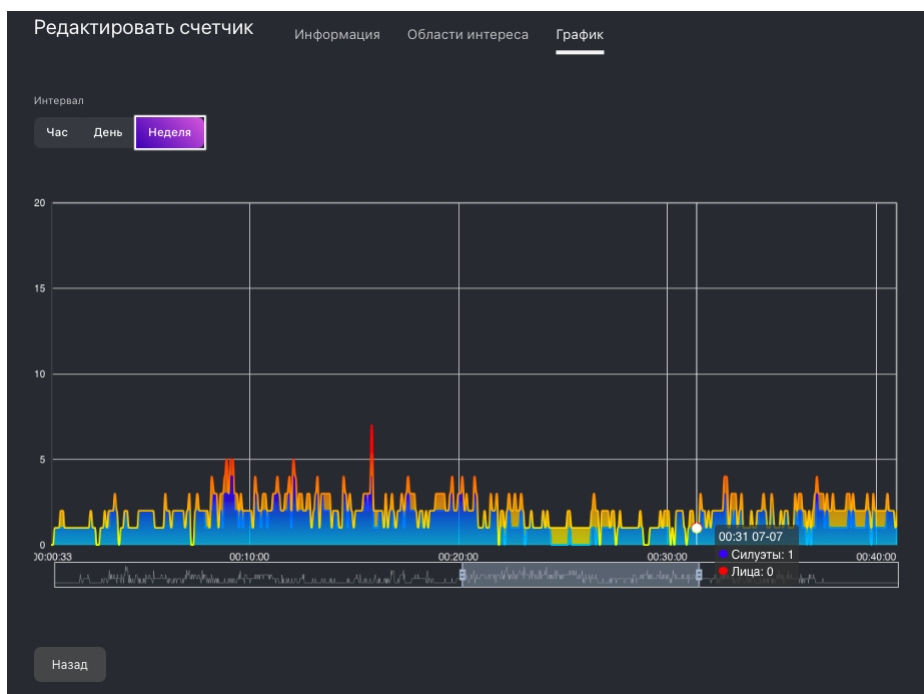 Редактировать счетчик Информация Области интереса График
Интервал
Час День Неделя
20
15
10
5
0
00:00:33 00:10:00 00:20:00 00:30:00 00:40:00
00:31 07-07
Силуэты: 1
Лица: 0
Назад